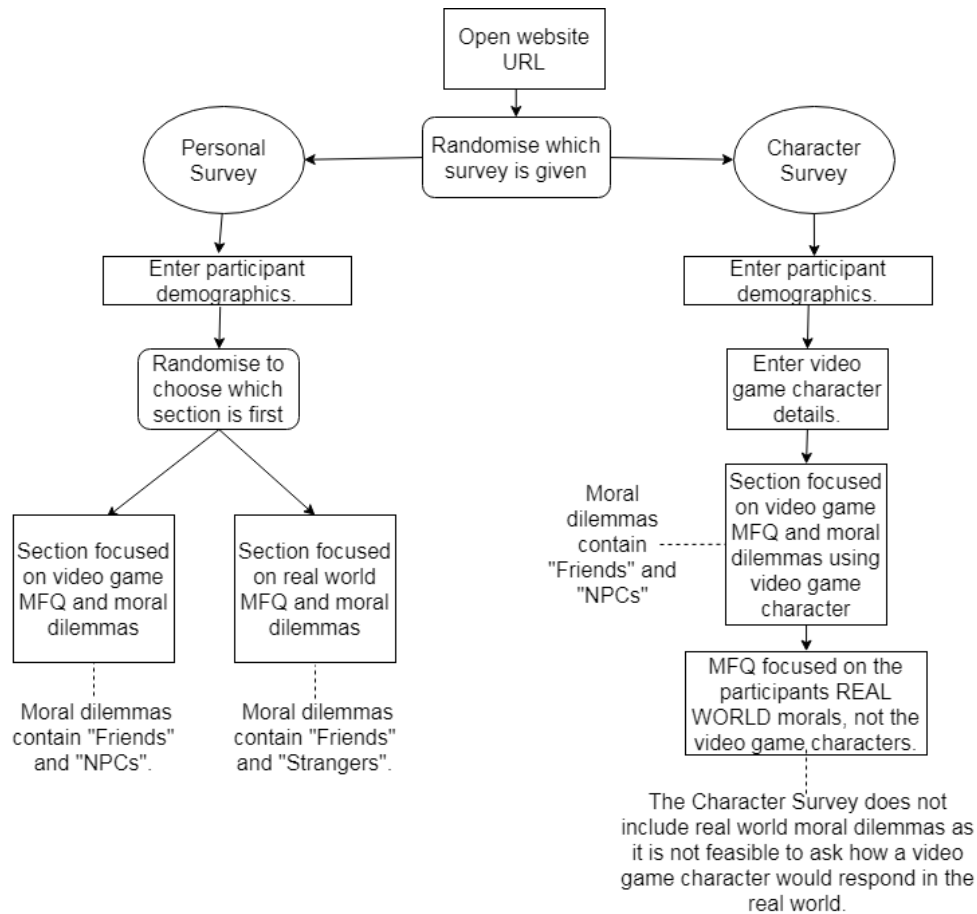 Open website
URL
Personal
Survey
Randomise which
survey is given
Character
Survey
Enter participant
demographics.
Enter participant
demographics.
Randomise to
choose which
section is first
Enter video
game character
details.
Section focused
on video game
MFQ and moral
dilemmas
Section focused
on real world
MFQ and moral
dilemmas
Moral
dilemmas
contain
"Friends" and
"NPCs"
Section focused
on video game
MFQ and moral
dilemmas using
video game
character
Moral dilemmas
contain "Friends"
and "NPCs".
Moral dilemmas
contain "Friends"
and "Strangers".
MFQ focused on the
participants REAL
WORLD morals, not the
video game characters.
The Character Survey does not
include real world moral dilemmas as
it is not feasible to ask how a video
game character would respond in the
real world.